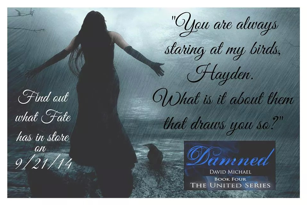 "You are always
staring at my birds,
Hayden.
What is it about them
that draws you so?"
Find out
what Fate
has in store
on
9/21/14
Damned
David Michael
Book Four
The United Series